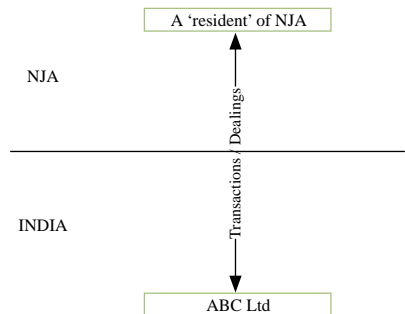 A ‘resident’ of NJA
NJA
Transactions / Dealings
INDIA
ABC Ltd